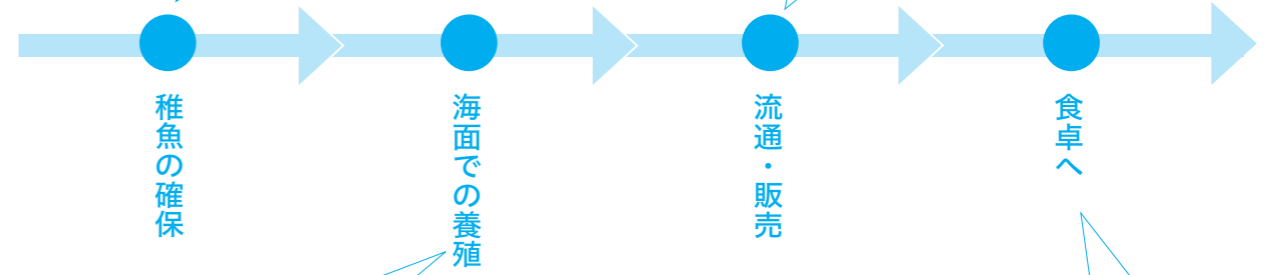 稚魚の確保
海面での養殖
流通・販売
食卓へ